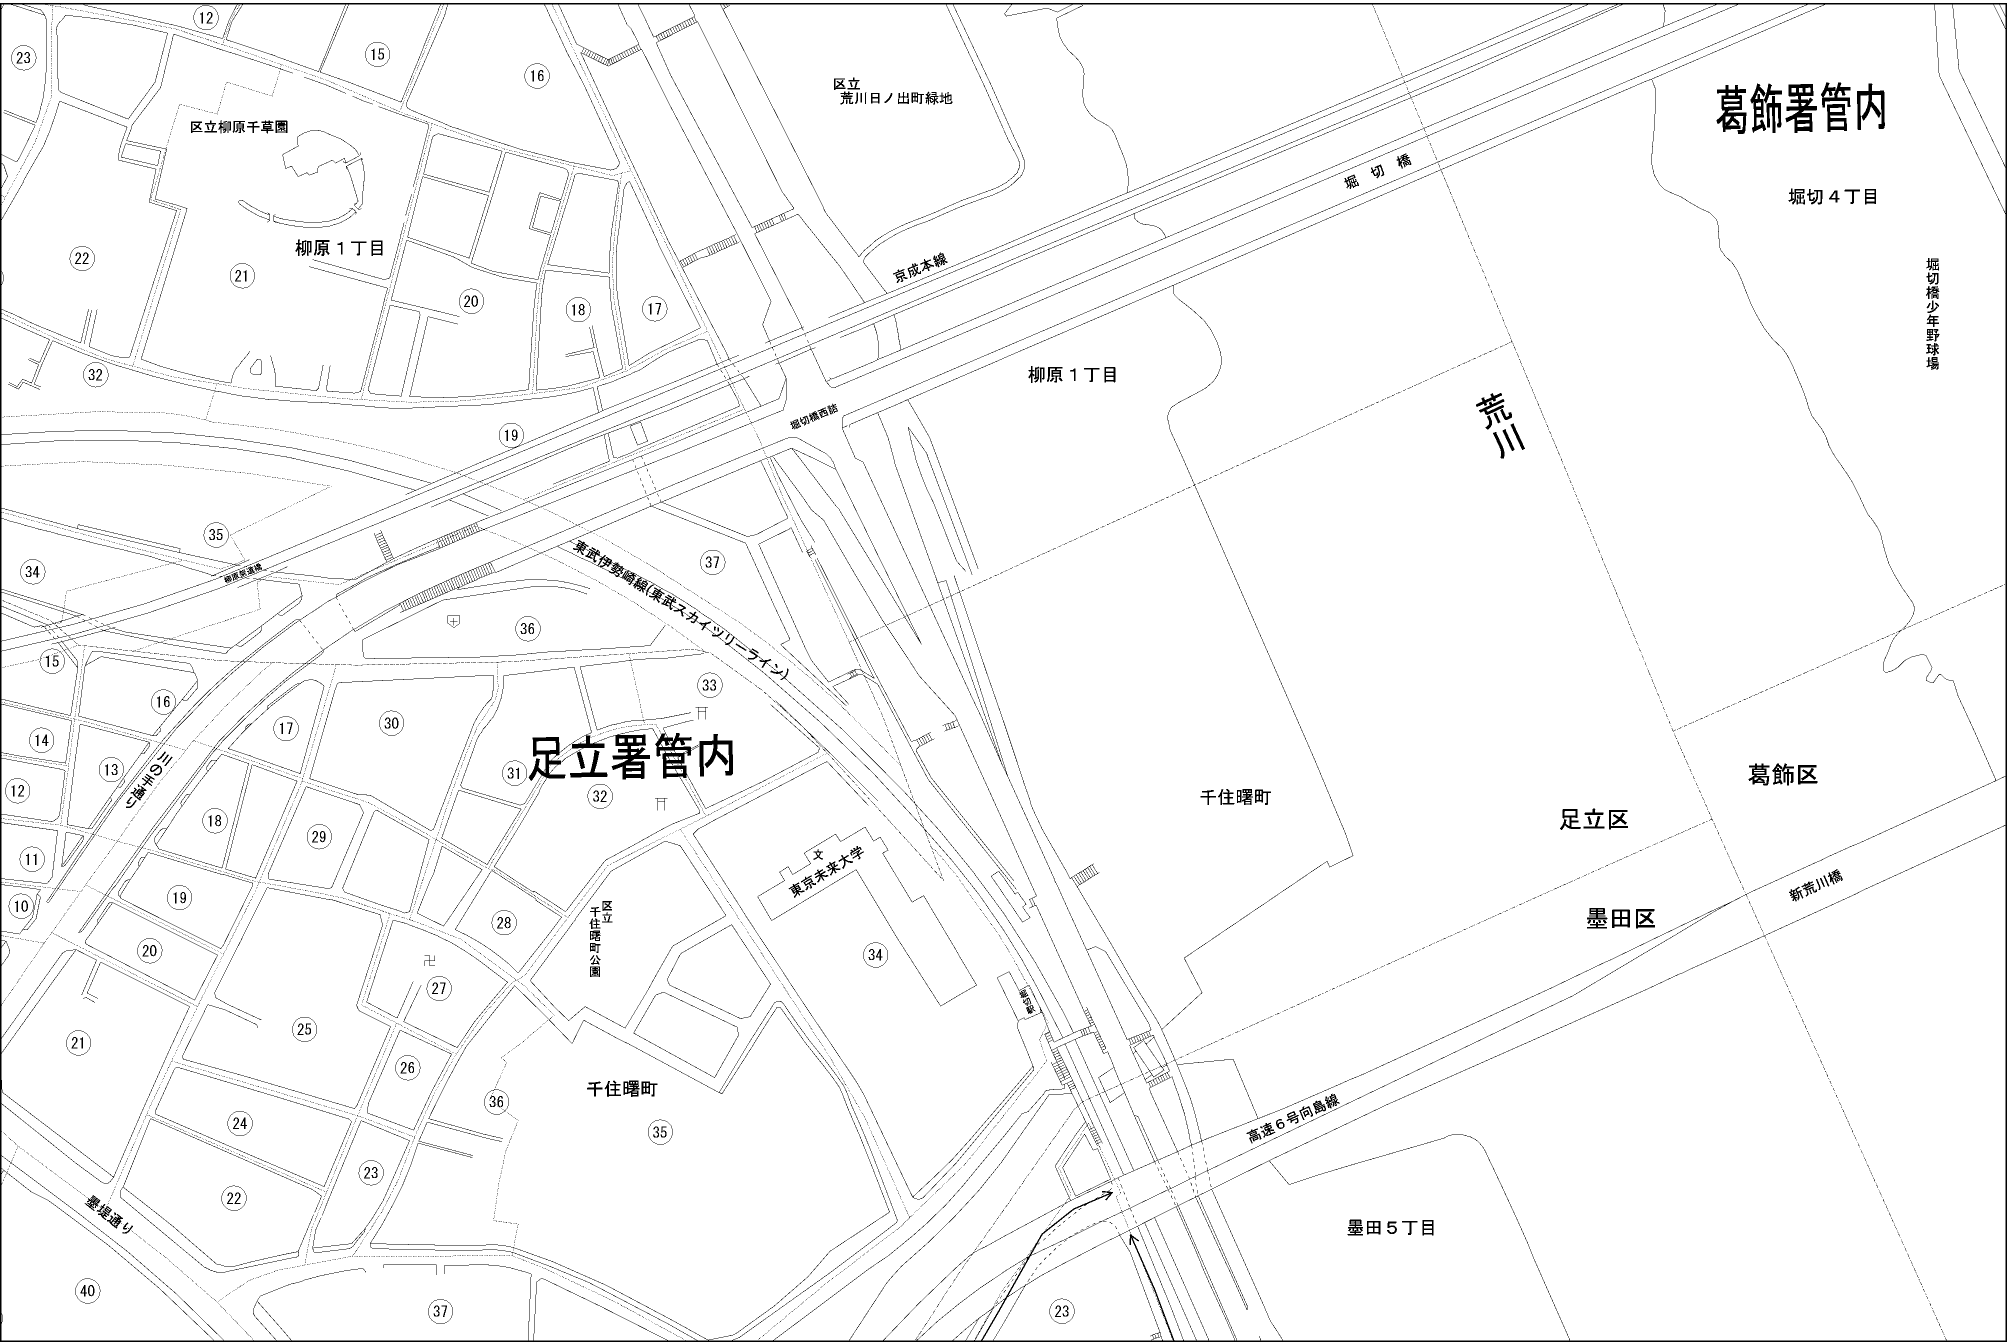 12
23
15
16
区立
荒川日ノ出町緑地
葛飾署管内
区立柳原千草園
堀切橋
堀切4丁目
柳原1丁目
22
21
20
18
17
京成本線
堀切橋少年野球場
32
柳原1丁目
荒川
19
堀切橋西詰
35
34
37
東武伊勢崎線(東武スカイツリーライン)
36
15
16
33
14
17
30
13
足立署管内
31
32
川の手通り
12
18
29
千住曙町
足立区
葛飾区
11
東京未来大学
新荒川橋
10
19
28
区立
千住曙町公園
墨田区
20
34
27
堀切駅
21
25
26
36
千住曙町
35
24
高速6号向島線
23
22
墨堤通り
墨田5丁目
40
37
23